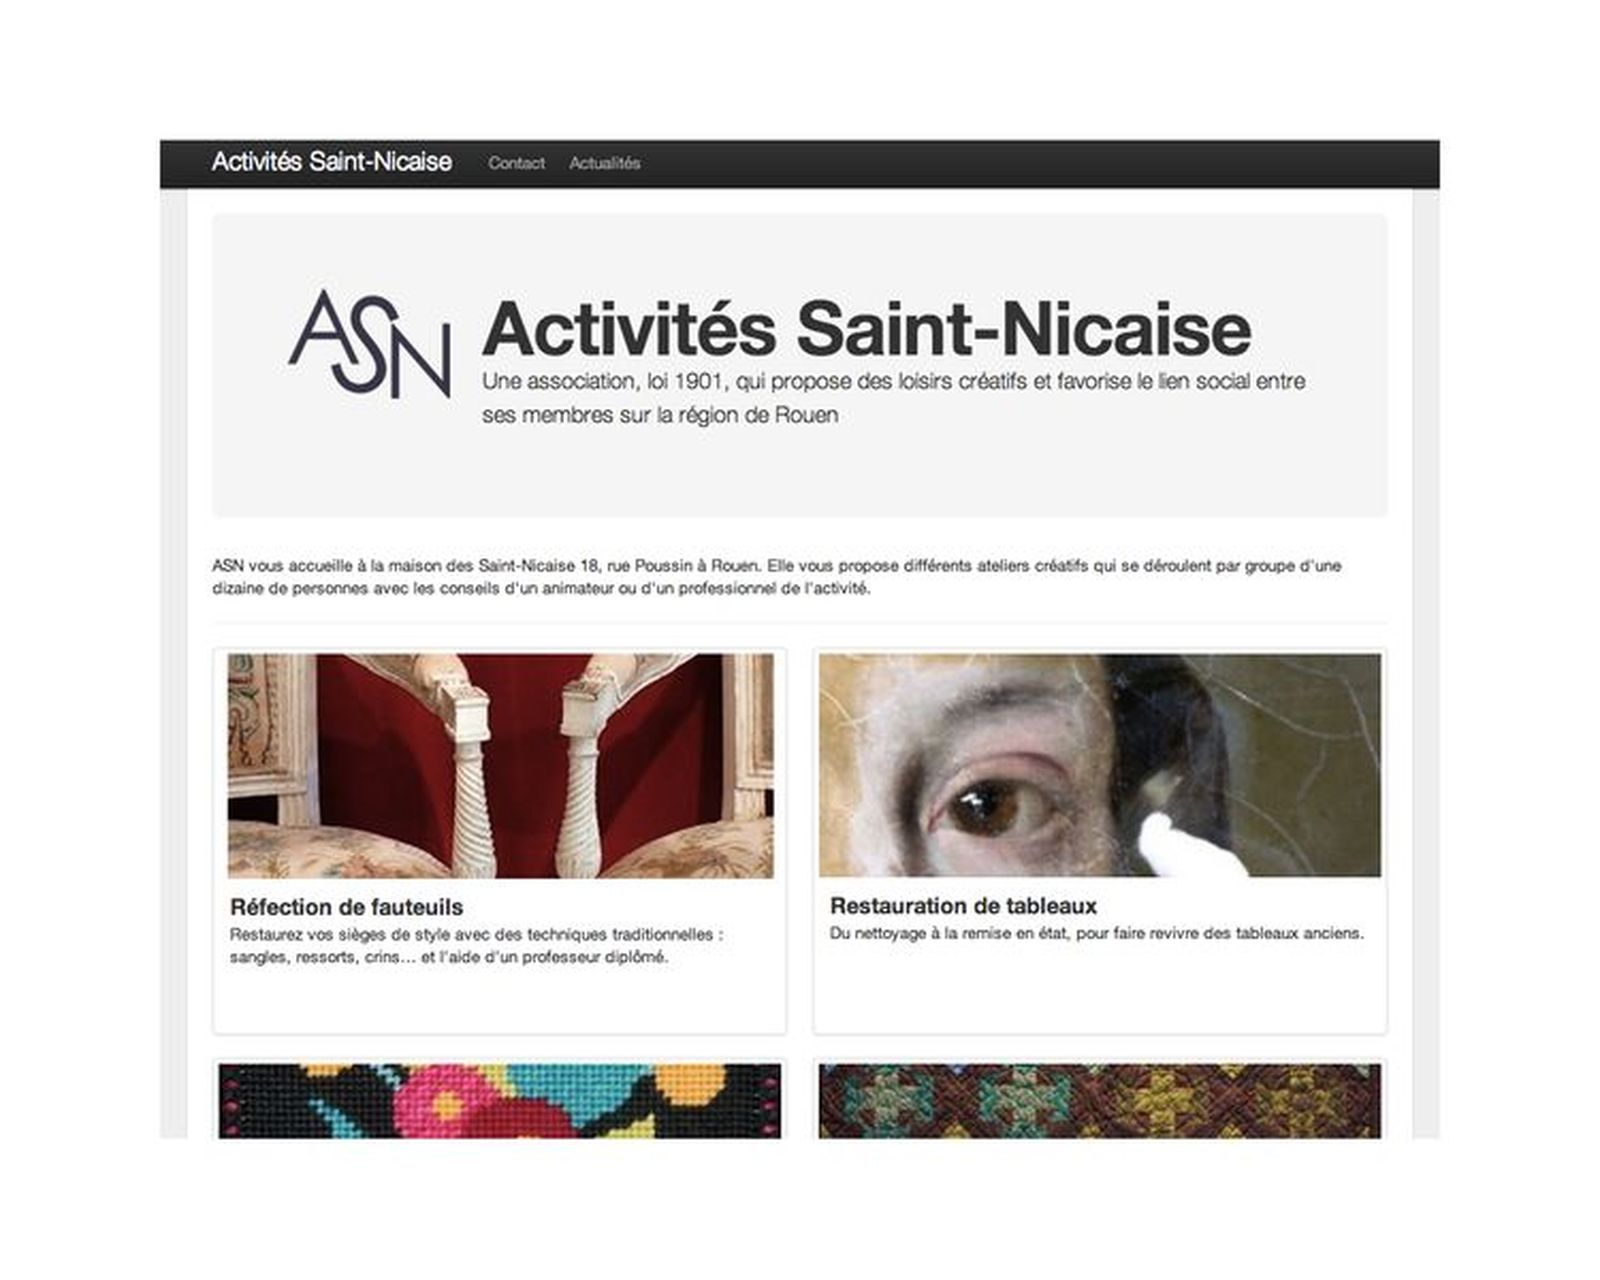 Activités Saint-Nicaise Contact Actualités
ASN
Activités Saint-Nicaise
Une association, loi 1901, qui propose des loisirs créatifs et favorise le lien social entre
ses membres sur la région de Rouen
ASN vous accueille à la maison des Saint-Nicaise 18, rue Poussin à Rouen. Elle vous propose différents ateliers créatifs qui se déroulent par groupe d'une
dizaine de personnes avec les conseils d'un animateur ou d'un professionnel de l'activité.
Réfection de fauteuils
Restaurez vos sièges de style avec des techniques traditionnelles :
sangles, ressorts, crins... et l'aide d'un professeur diplômé.
Restauration de tableaux
Du nettoyage à la remise en état, pour faire revivre des tableaux anciens.